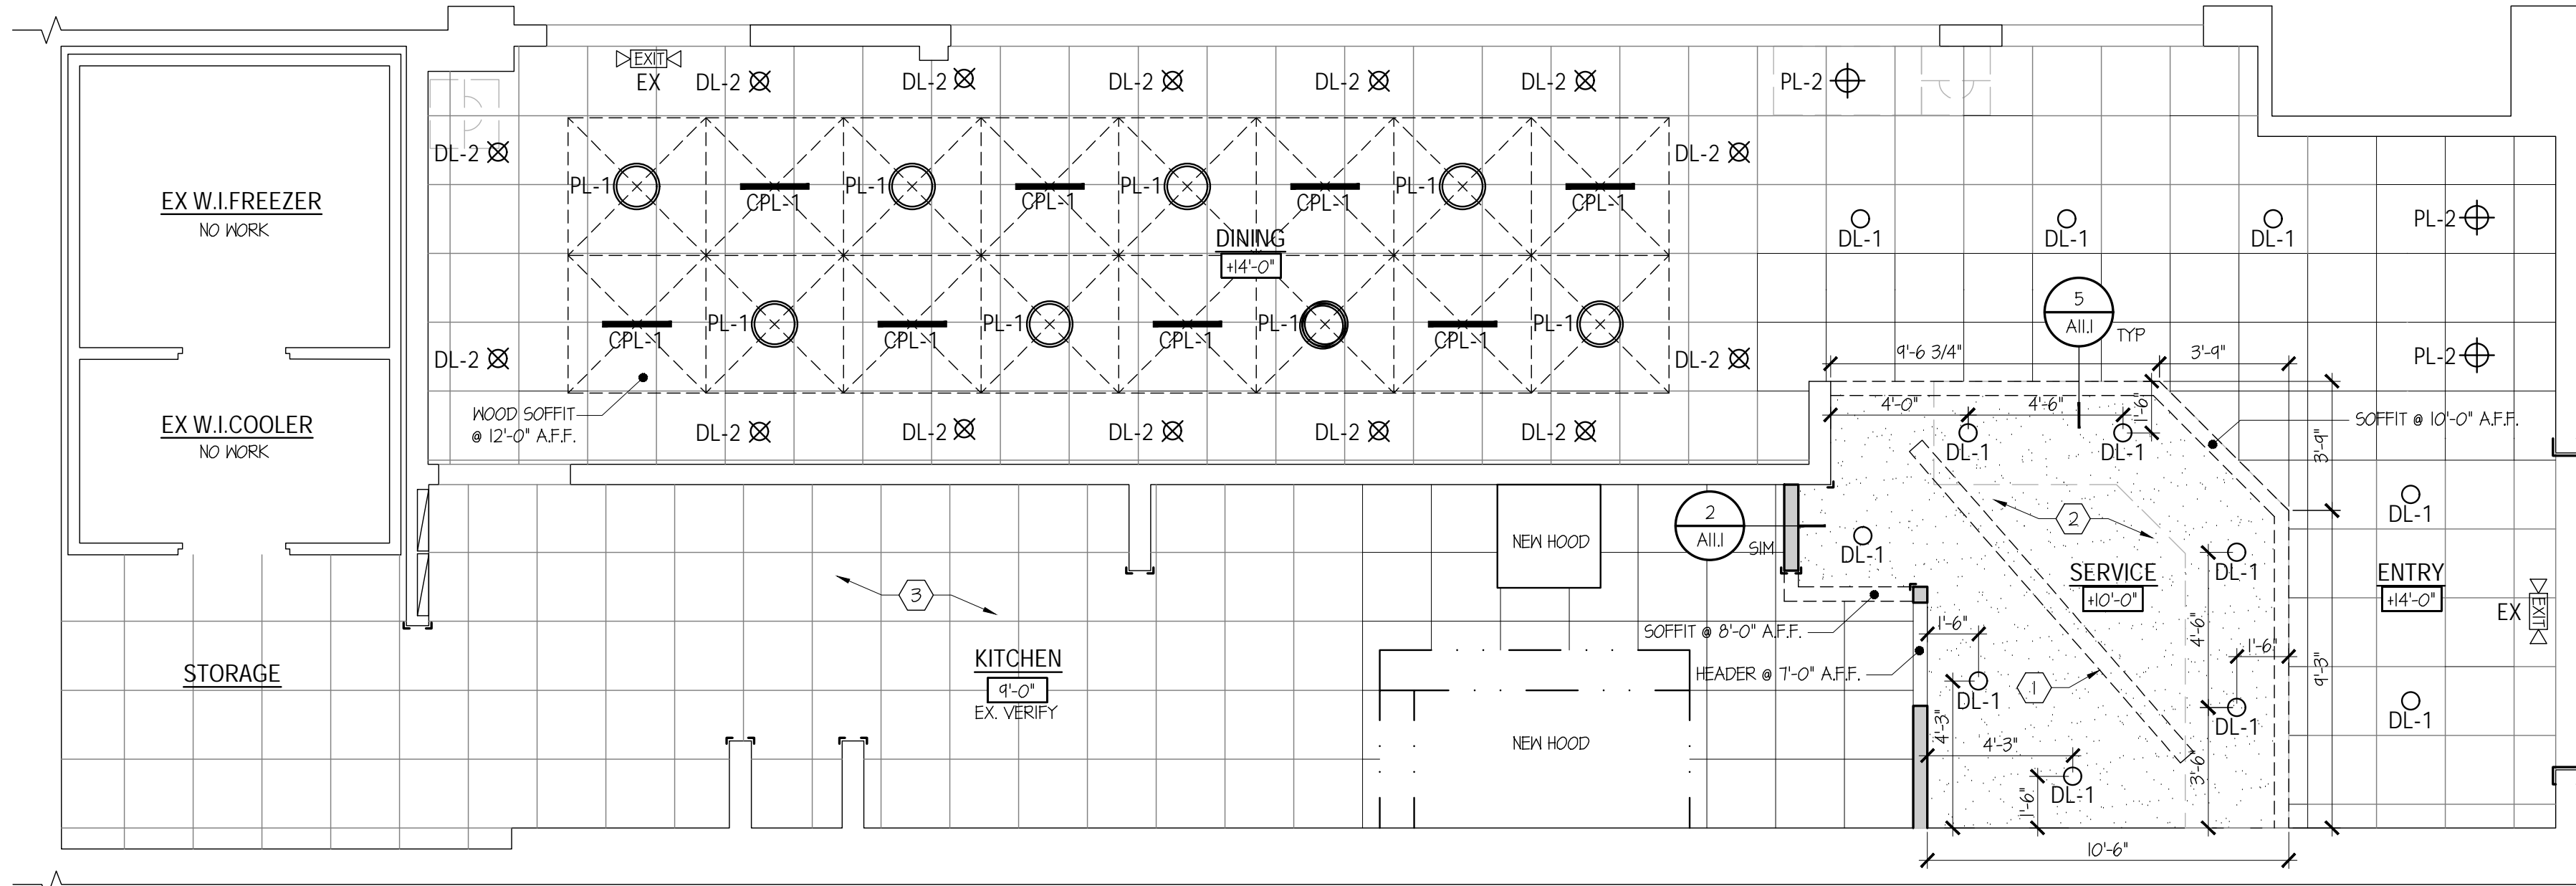 EXIT
EX
DL-2
DL-2
DL-2
DL-2
DL-2
PL-2
DL-2
DL-2
PL-1
PL-1
PL-1
PL-1
CPL-1
CPL-1
CPL-1
CPL-1
EX W.I.FREEZER
NO WORK
DINING
+14'-0"
DL-1
DL-1
DL-1
PL-2
5
A11.1
TYP
PL-1
PL-1
PL-1
CPL-1
CPL-1
CPL-1
CPL-1
DL-2
DL-2
9'-6 3/4"
3'-9"
PL-2
WOOD SOFFIT
@ 12'-0" A.F.F.
DL-2
DL-2
DL-2
DL-2
DL-2
4'-0"
4'-6"
1'-6"
SOFFIT @ 10'-0" A.F.F.
3'-9"
EX W.I.COOLER
NO WORK
DL-1
DL-1
2
A11.1
SIM
NEW HOOD
DL-1
2
DL-1
DL-1
SERVICE
+10'-0"
ENTRY
+14'-0"
EX
EXIT
3
SOFFIT @ 8'-0" A.F.F.
1'-6"
4'-6"
1'-6"
9'-3"
STORAGE
KITCHEN
9'-0"
EX. VERIFY
HEADER @ 7'-0" A.F.F.
1
DL-1
DL-1
DL-1
4'-3"
4'-3"
NEW HOOD
3'-6"
1'-6"
DL-1
10'-6"